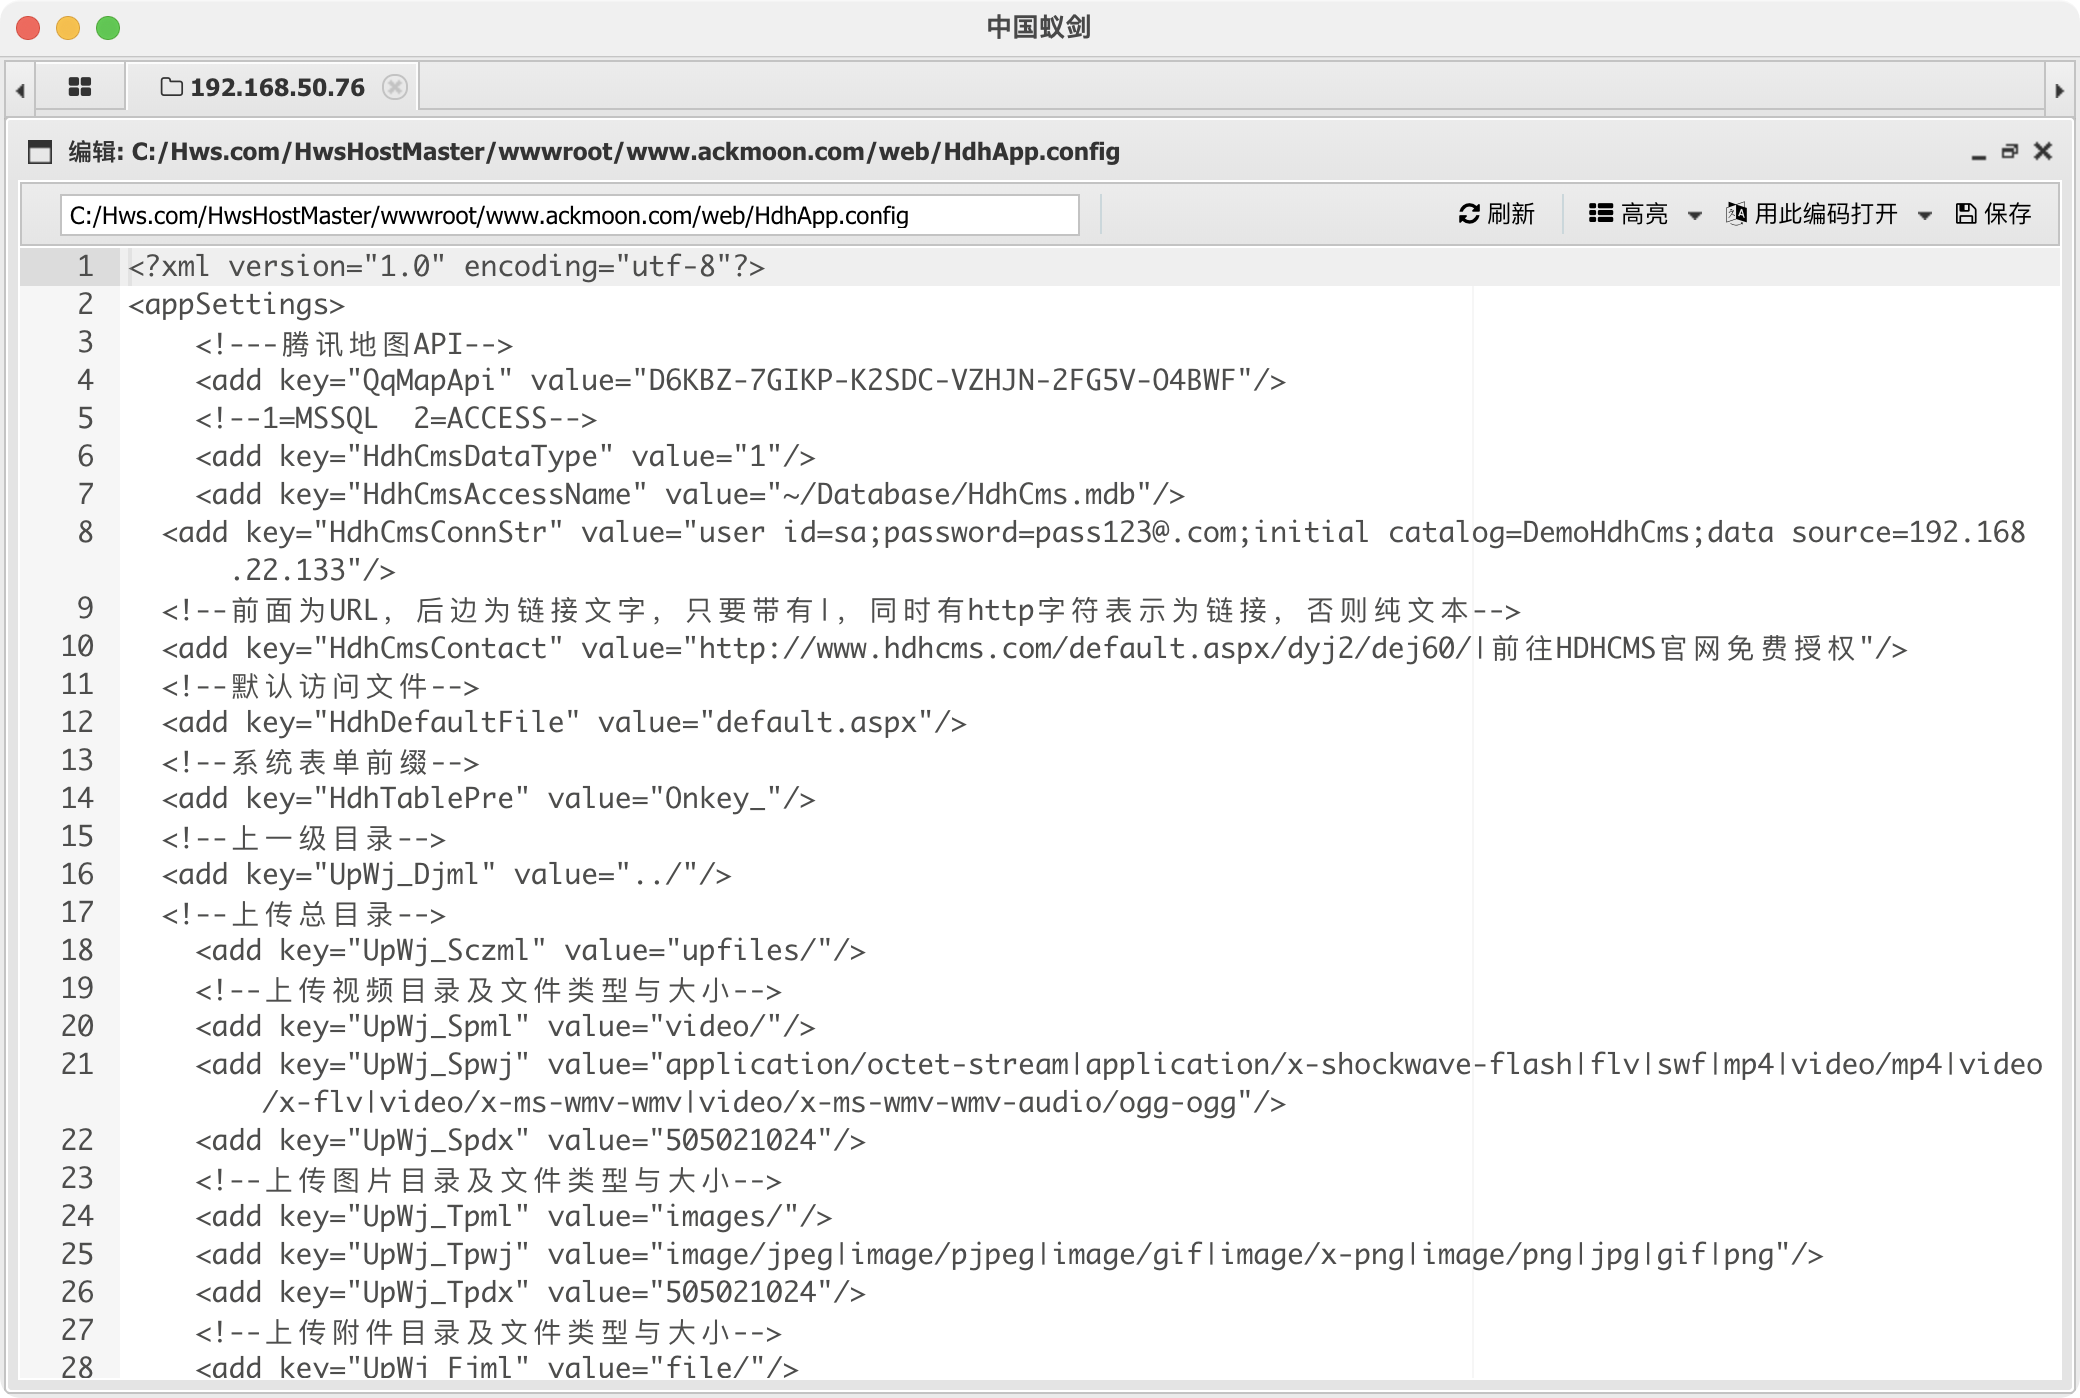 中国蚁剑
192.168.50.76
编辑: C:/Hws.com/HwsHostMaster/wwwroot/www.ackmoon.com/web/HdhApp.config
C:/Hws.com/HwsHostMaster/wwwroot/www.ackmoon.com/web/HdhApp.config 刷新 高亮 用此编码打开 保存
1 <?xml version="1.0" encoding="utf-8"?>
2 <appSettings>
3 <!---腾讯地图API-->
4 <add key="QqMapApi" value="D6KBZ-7GIKP-K2SDC-VZHJN-2FG5V-O4BWF"/>
5 <!--1=MSSQL  2=ACCESS-->
6 <add key="HdhCmsDataType" value="1"/>
7 <add key="HdhCmsAccessName" value="~/Database/HdhCms.mdb"/>
8 <add key="HdhCmsConnStr" value="user id=sa;password=pass123@.com;initial catalog=DemoHdhCms;data source=192.168
.22.133"/>
9 <!--前面为URL，后边为链接文字，只要带有|，同时有http字符表示为链接，否则纯文本-->
10 <add key="HdhCmsContact" value="http://www.hdhcms.com/default.aspx/dyj2/dej60/|前往HDHCMS官网免费授权"/>
11 <!--默认访问文件-->
12 <add key="HdhDefaultFile" value="default.aspx"/>
13 <!--系统表单前缀-->
14 <add key="HdhTablePre" value="Onkey_"/>
15 <!--上一级目录-->
16 <add key="UpWj_Djml" value="../"/>
17 <!--上传总目录-->
18 <add key="UpWj_Sczml" value="upfiles/"/>
19 <!--上传视频目录及文件类型与大小-->
20 <add key="UpWj_Spml" value="video/"/>
21 <add key="UpWj_Spwj" value="application/octet-stream|application/x-shockwave-flash|flv|swf|mp4|video/mp4|video
/x-flv|video/x-ms-wmv-wmv|video/x-ms-wmv-wmv-audio/ogg-ogg"/>
22 <add key="UpWj_Spdx" value="505021024"/>
23 <!--上传图片目录及文件类型与大小-->
24 <add key="UpWj_Tpml" value="images/"/>
25 <add key="UpWj_Tpwj" value="image/jpeg|image/pjpeg|image/gif|image/x-png|image/png|jpg|gif|png"/>
26 <add key="UpWj_Tpdx" value="505021024"/>
27 <!--上传附件目录及文件类型与大小-->
28 <add key="UpWj_Fjml" value="file/"/>